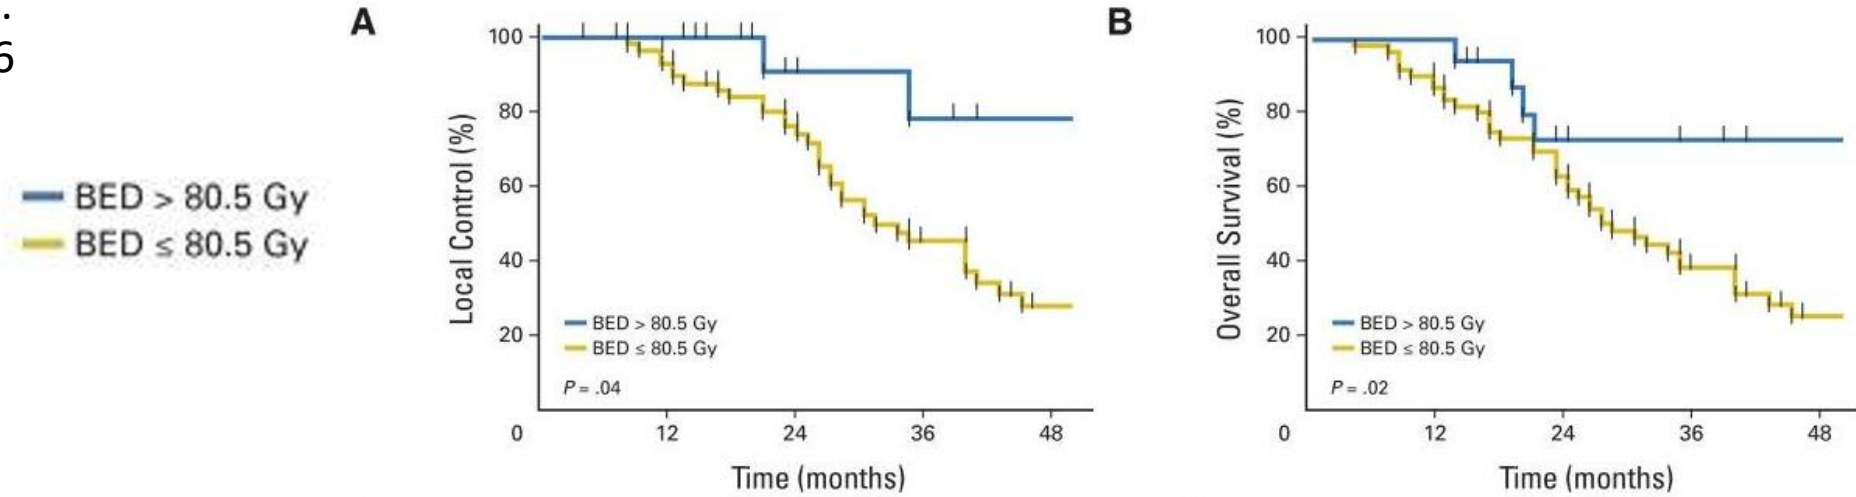 .
6
BED > 80.5 Gy
BED ≤ 80.5 Gy
A
Local Control (%)
100
80
60
40
20
0
12
24
36
48
BED > 80.5 Gy
BED ≤ 80.5 Gy
P = .04
Time (months)
B
Overall Survival (%)
100
80
60
40
20
0
12
24
36
48
BED > 80.5 Gy
BED ≤ 80.5 Gy
P = .02
Time (months)